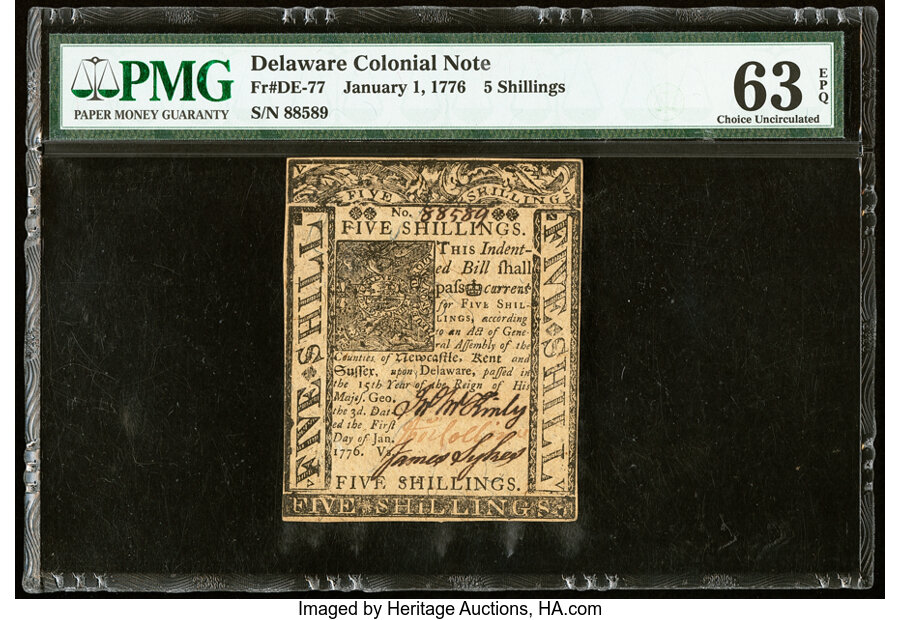 PMG
PAPER MONEY GUARANTY
Delaware Colonial Note
Fr#DE-77 January 1, 1776 5 Shillings
S/N 88589
63
EPQ
Choice Uncirculated
FIVE SHILLINGS
No. 88589
FIVE SHILLINGS.
THIS Indent-
ed Bill ſhall
paſs current
for FIVE SHIL-
LINGS, according
to an Act of Gene-
ral Aſſembly of the
Counties of Newcaſtle, Kent and
Suſſex, upon Delaware, paſſed in
the 15th Year of the Reign of His
Majeſ. Geo.
the 3d. Dat
ed the Firſt
Day of Jan.
1776.
Jn McKinly
Thos Collins
James Sykes
FIVE SHILLINGS.
FIVE SHILLINGS.
FIVE SHILL
FIVE SHILL
Imaged by Heritage Auctions, HA.com